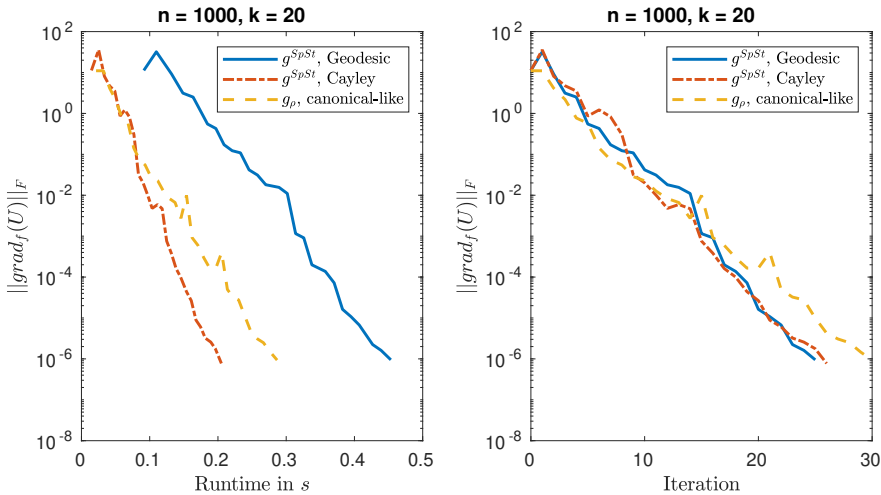 n = 1000, k = 20
10^2
10^0
10^-2
10^-4
10^-6
10^-8
||grad_f(U)||_F
0 0.1 0.2 0.3 0.4 0.5
Runtime in s
g^SpSt, Geodesic
g^SpSt, Cayley
g_ρ, canonical-like
n = 1000, k = 20
10^2
10^0
10^-2
10^-4
10^-6
10^-8
||grad_f(U)||_F
0 10 20 30
Iteration
g^SpSt, Geodesic
g^SpSt, Cayley
g_ρ, canonical-like